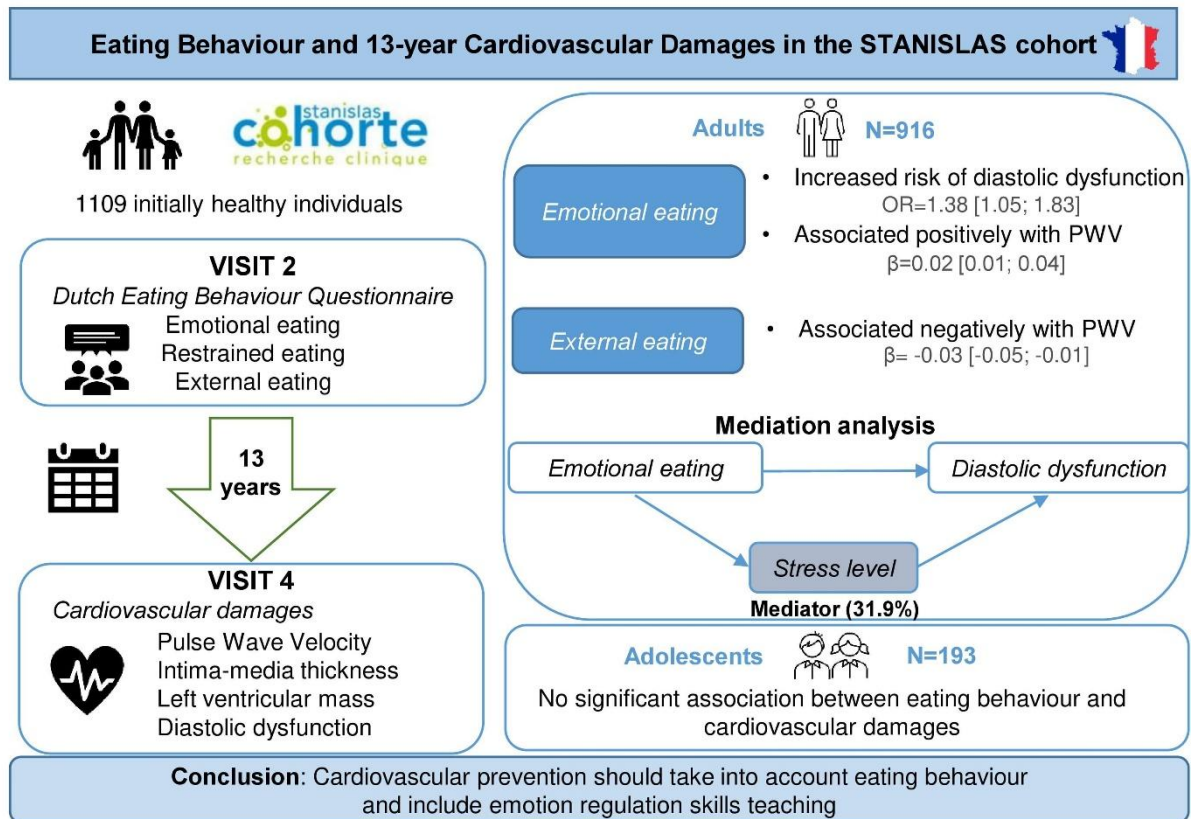 Eating Behaviour and 13-year Cardiovascular Damages in the STANISLAS cohort
stanislas
cohorte
recherche clinique
1109 initially healthy individuals
VISIT 2
Dutch Eating Behaviour Questionnaire
Emotional eating
Restrained eating
External eating
13
years
VISIT 4
Cardiovascular damages
Pulse Wave Velocity
Intima-media thickness
Left ventricular mass
Diastolic dysfunction
Adults N=916
Emotional eating
• Increased risk of diastolic dysfunction
OR=1.38 [1.05; 1.83]
• Associated positively with PWV
β=0.02 [0.01; 0.04]
External eating
• Associated negatively with PWV
β= -0.03 [-0.05; -0.01]
Mediation analysis
Emotional eating
Diastolic dysfunction
Stress level
Mediator (31.9%)
Adolescents N=193
No significant association between eating behaviour and
cardiovascular damages
Conclusion: Cardiovascular prevention should take into account eating behaviour
and include emotion regulation skills teaching